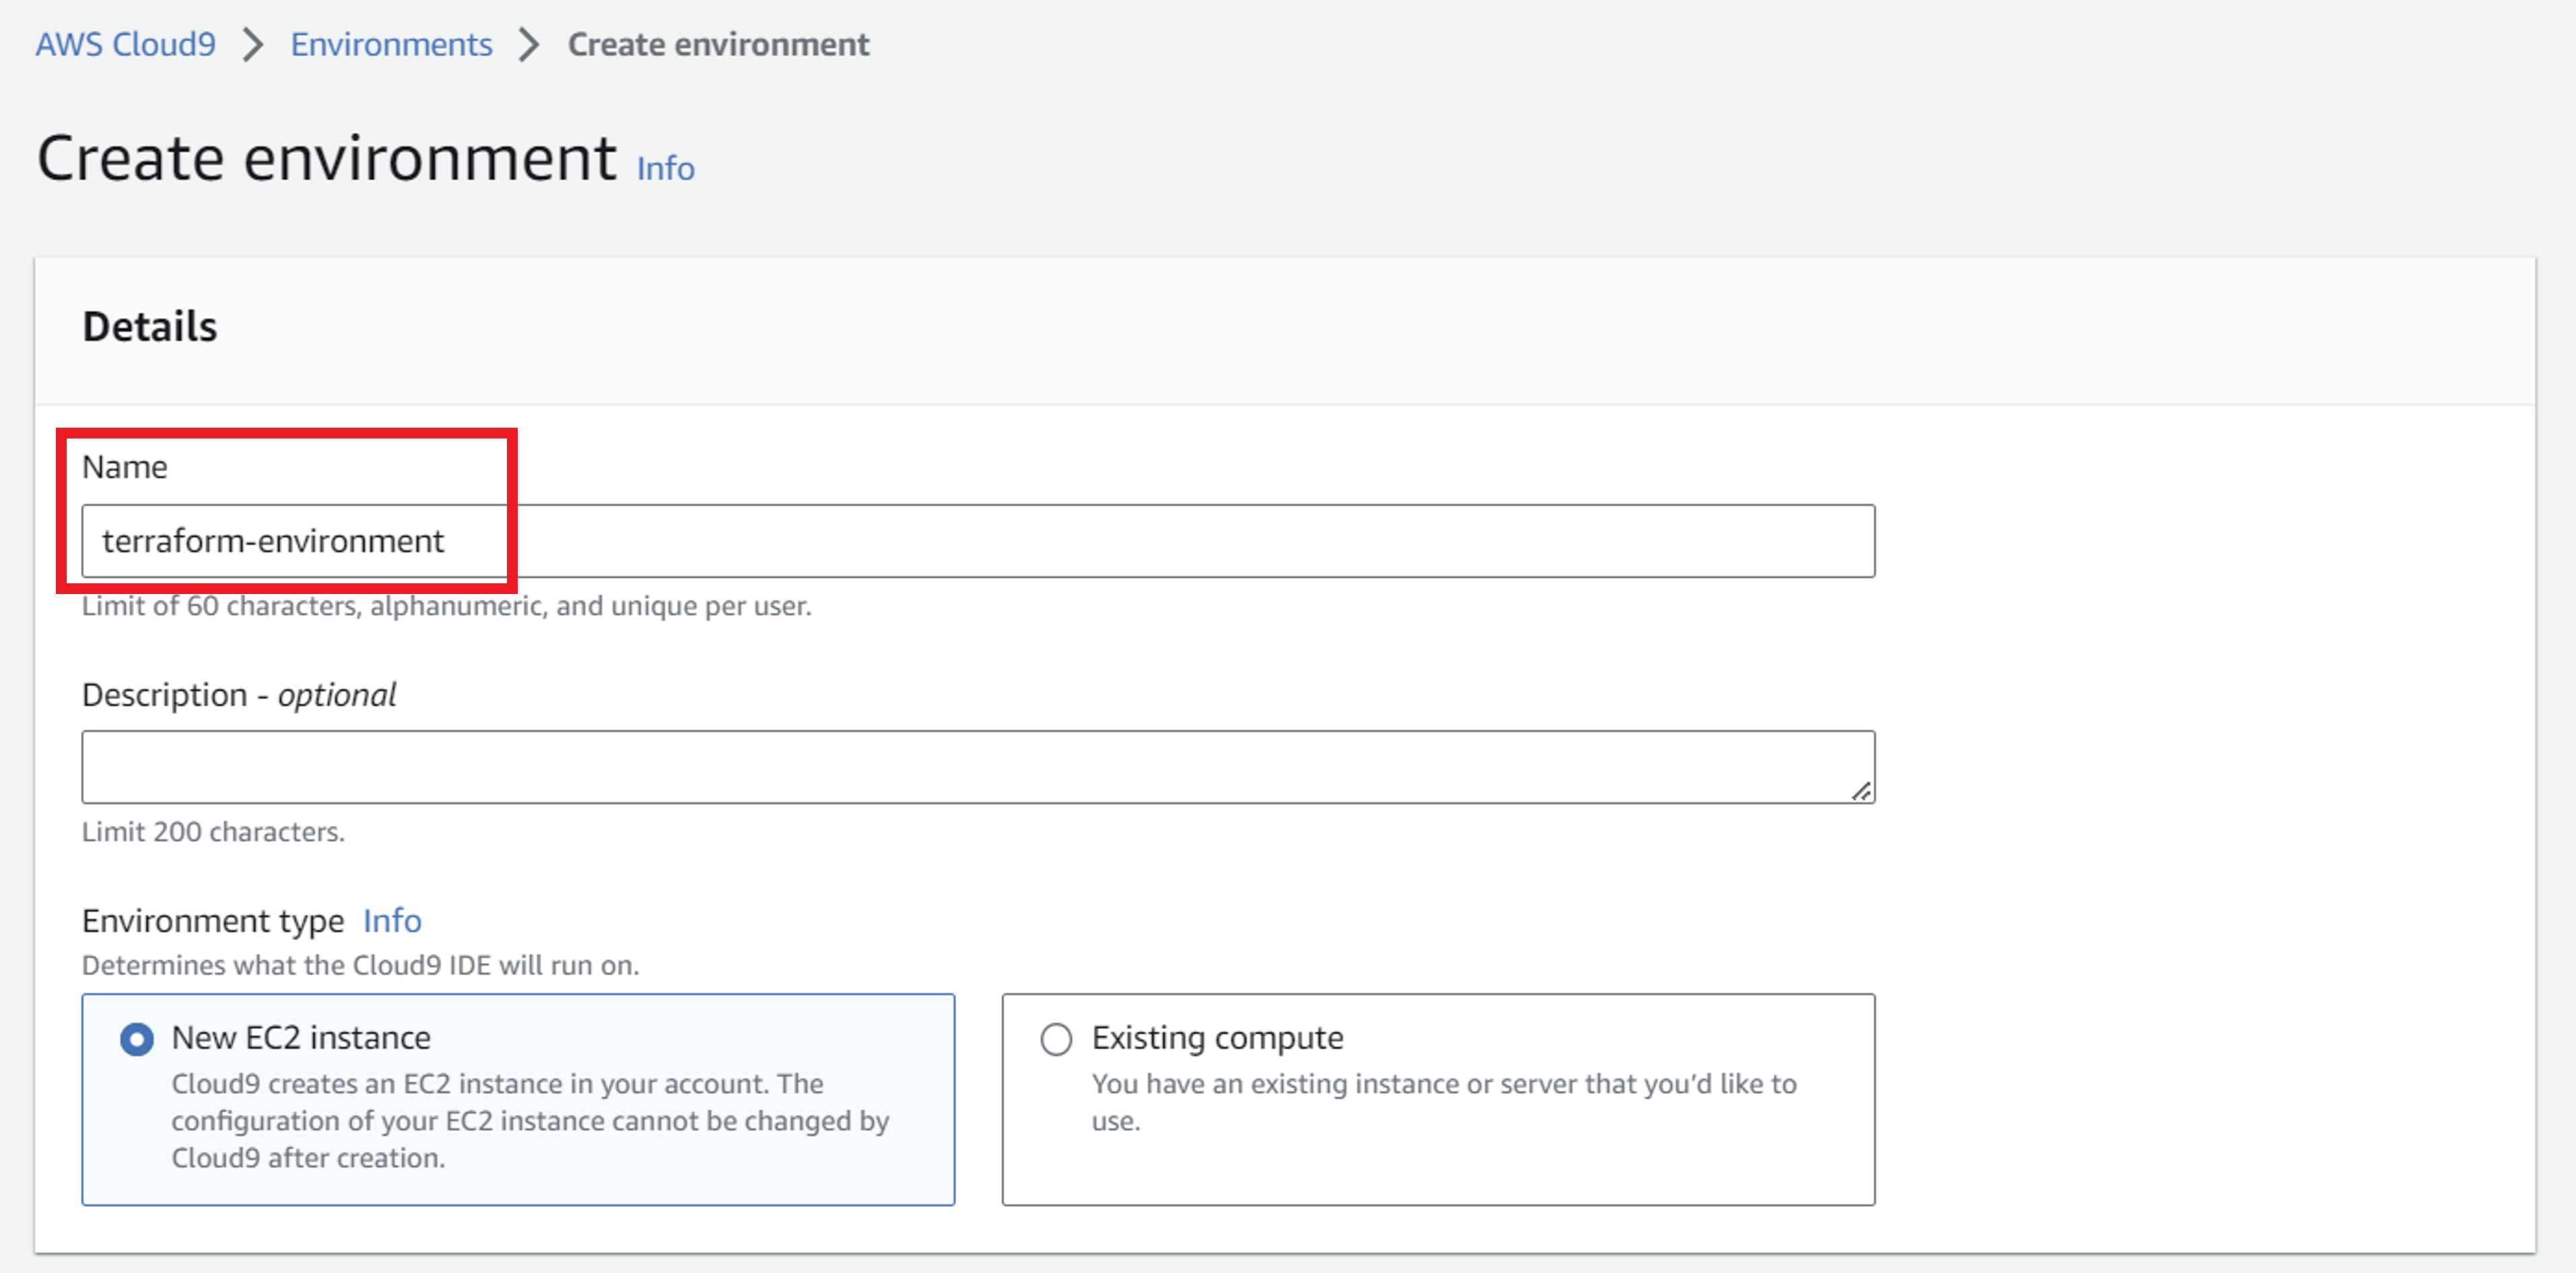 AWS Cloud9 > Environments > Create environment
Create environment Info
Details
Name
terraform-environment
Limit of 60 characters, alphanumeric, and unique per user.
Description - optional
Limit 200 characters.
Environment type Info
Determines what the Cloud9 IDE will run on.
New EC2 instance
Cloud9 creates an EC2 instance in your account. The
configuration of your EC2 instance cannot be changed by
Cloud9 after creation.
Existing compute
You have an existing instance or server that you’d like to
use.